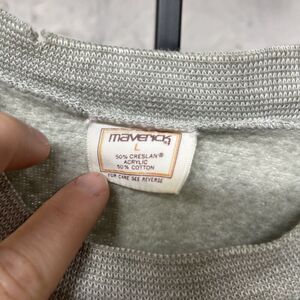 maverick
L
50% CRESLAN®
ACRYLIC
50% COTTON
FOR CARE SEE REVERSE